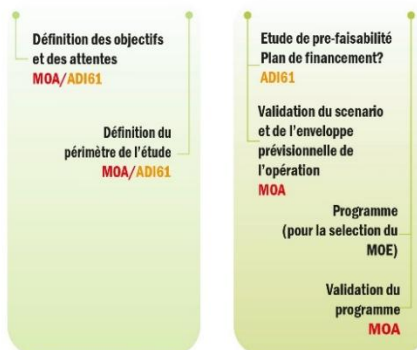 Définition des objectifs
et des attentes
MOA/ADI61
Définition du
périmètre de l'étude
MOA/ADI61
Etude de pre-faisabilité
Plan de financement?
ADI61
Validation du scenario
et de l'enveloppe
prévisionnelle de
l'opération
MOA
Programme
(pour la selection du
MOE)
Validation du
programme
MOA